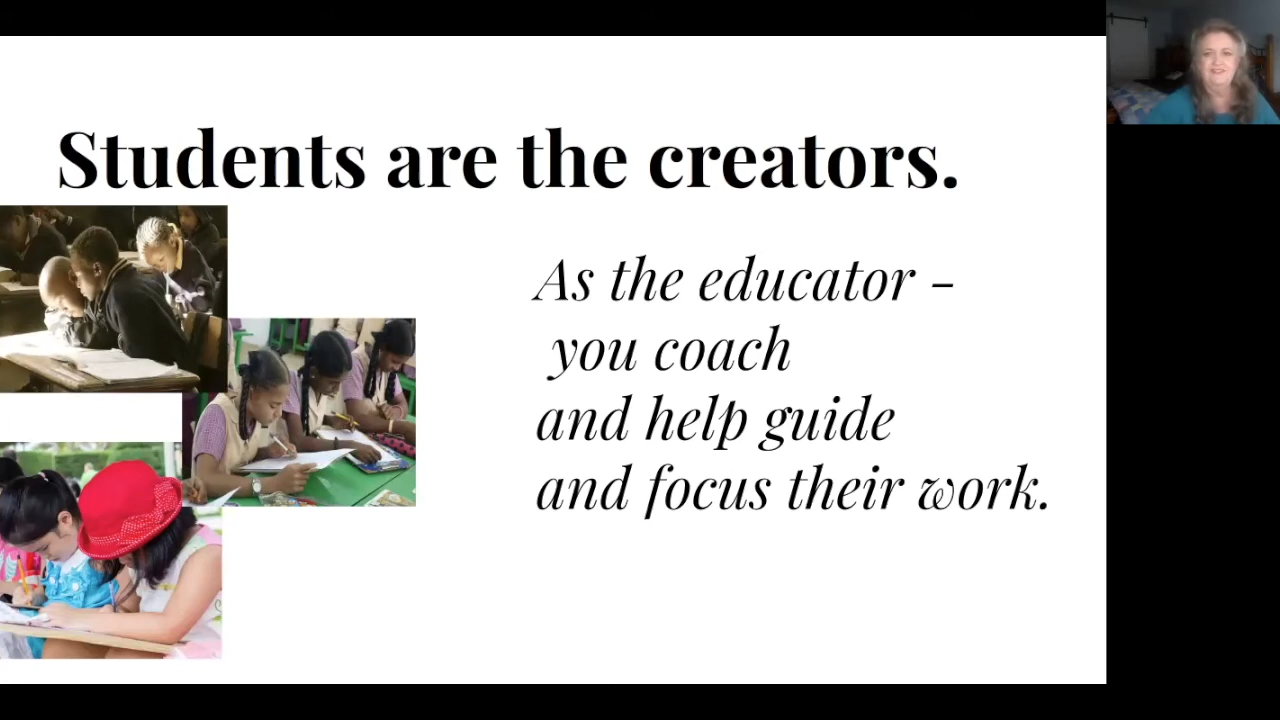 Students are the creators.
As the educator –
you coach
and help guide
and focus their work.